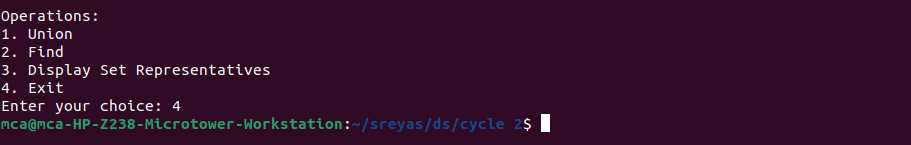 Operations:
1. Union
2. Find
3. Display Set Representatives
4. Exit
Enter your choice: 4
mca@mca-HP-Z238-Microtower-Workstation:~/sreyas/ds/cycle 2$